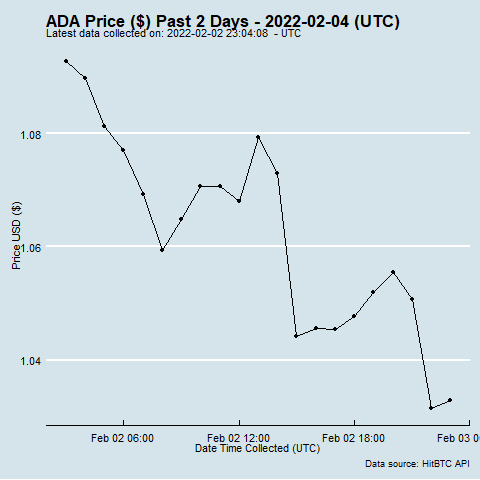 ADA Price ($) Past 2 Days - 2022-02-04 (UTC)
Latest data collected on: 2022-02-02 23:04:08 - UTC
Price USD ($)
1.08
1.06
1.04
Feb 02 06:00
Feb 02 12:00
Feb 02 18:00
Feb 03 0
Date Time Collected (UTC)
Data source: HitBTC API